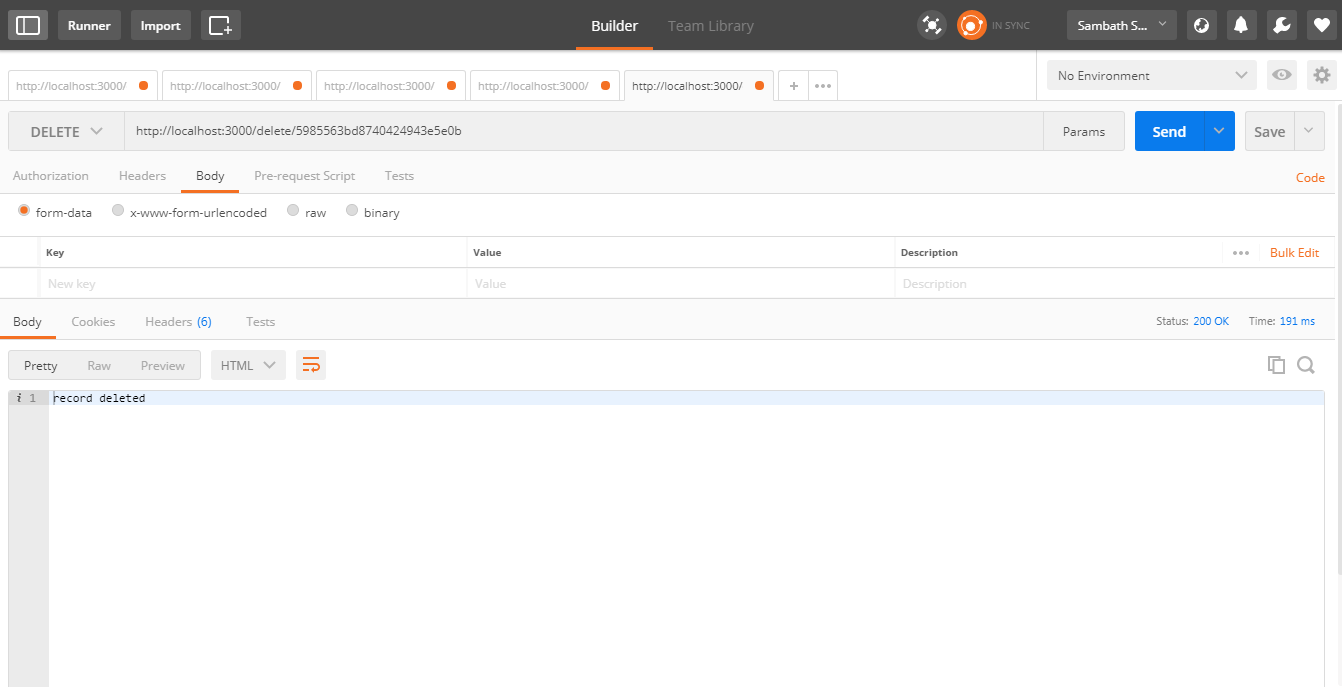 Runner Import Builder Team Library IN SYNC Sambath S...
http://localhost:3000/ http://localhost:3000/ http://localhost:3000/ http://localhost:3000/ http://localhost:3000/ + ••• No Environment
DELETE http://localhost:3000/delete/5985563bd8740424943e5e0b Params Send Save
Authorization Headers Body Pre-request Script Tests Code
form-data x-www-form-urlencoded raw binary
Key Value Description ••• Bulk Edit
New key Value Description
Body Cookies Headers (6) Tests Status: 200 OK Time: 191 ms
Pretty Raw Preview HTML
i 1 record deleted